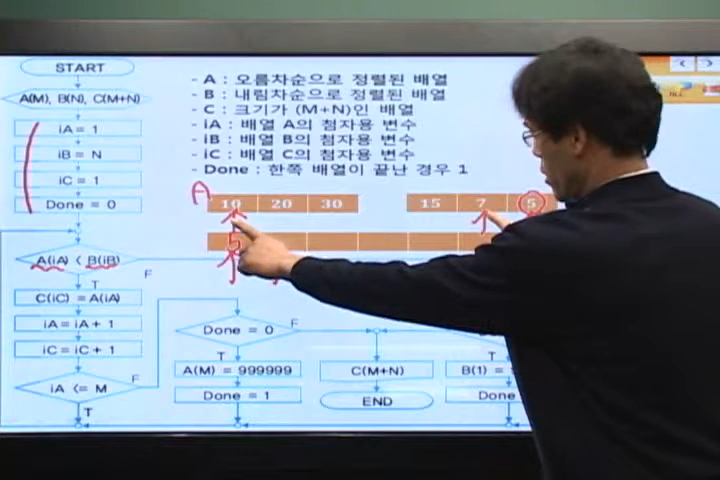 START
A(M), B(N), C(M+N)
iA = 1
iB = N
iC = 1
Done = 0
A(iA) < B(iB)
F
T
C(iC) = A(iA)
iA = iA + 1
iC = iC + 1
iA <= M
F
T
- A : 오름차순으로 정렬된 배열
- B : 내림차순으로 정렬된 배열
- C : 크기가 (M+N)인 배열
- iA : 배열 A의 첨자용 변수
- iB : 배열 B의 첨자용 변수
- iC : 배열 C의 첨자용 변수
- Done : 한쪽 배열이 끝난 경우 1
A 10 20 30 15 7 5
5
Done = 0
F
T
A(M) = 999999
Done = 1
C(M+N)
END
T
B(1) =
Done